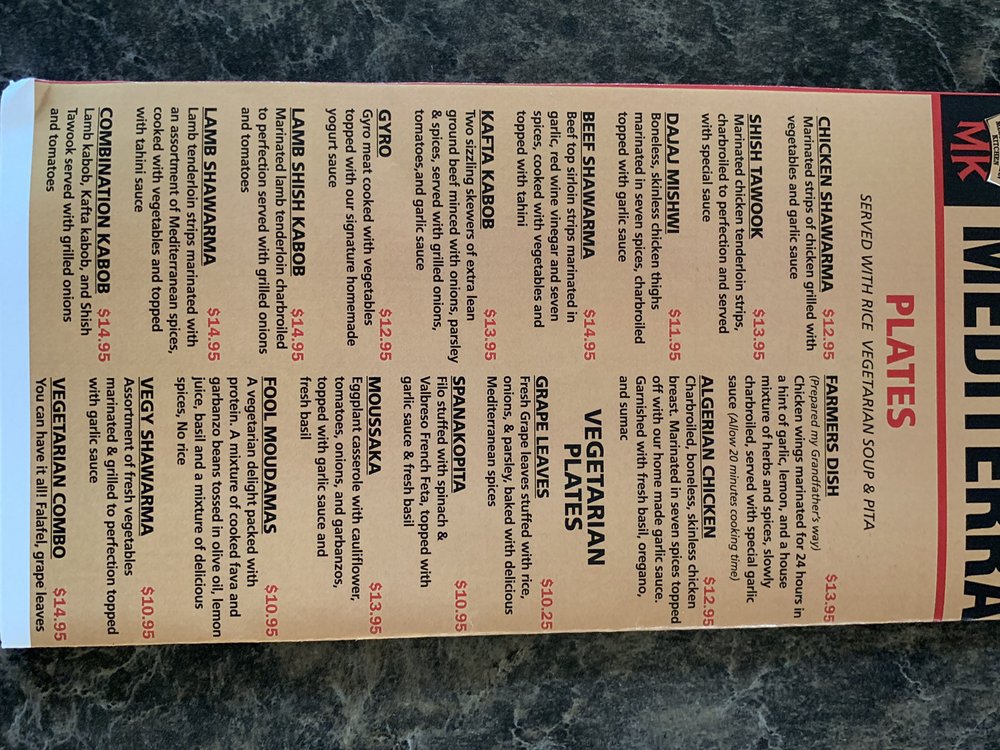 MK
MEDITERRA
PLATES
SERVED WITH RICE VEGETARIAN SOUP & PITA
CHICKEN SHAWARMA $12.95
Marinated strips of chicken grilled with
vegetables and garlic sauce
SHISH TAWOOK $13.95
Marinated chicken tenderloin strips,
charbroiled to perfection and served
with special sauce
DAJAJ MISHWI $11.95
Boneless, skinless chicken thighs
marinated in seven spices, charbroiled
topped with garlic sauce
BEEF SHAWARMA $14.95
Beef top sirloin strips marinated in
garlic, red wine vinegar and seven
spices, cooked with vegetables and
topped with tahini
KAFTA KABOB $13.95
Two sizzling skewers of extra lean
ground beef minced with onions, parsley
& spices, served with grilled onions,
tomatoes,and garlic sauce
GYRO $12.95
Gyro meat cooked with vegetables
topped with our signature homemade
yogurt sauce
LAMB SHISH KABOB $14.95
Marinated lamb tenderloin charbroiled
to perfection served with grilled onions
and tomatoes
LAMB SHAWARMA $14.95
Lamb tenderloin strips marinated with
an assortment of Mediterranean spices,
cooked with vegetables and topped
with tahini sauce
COMBINATION KABOB $14.95
Lamb kabob, Kafta kabob, and Shish
Tawook served with grilled onions
and tomatoes
FARMERS DISH $13.95
(Prepared my Grandfather's way)
Chicken wings marinated for 24 hours in
a hint of garlic, lemon, and a house
mixture of herbs and spices, slowly
charbroiled, served with special garlic
sauce (Allow 20 minutes cooking time)
ALGERIAN CHICKEN $12.95
Charbroiled, boneless, skinless chicken
breast. Marinated in seven spices topped
off with our home made garlic sauce.
Garnished with fresh basil, oregano,
and sumac
VEGETARIAN
PLATES
GRAPE LEAVES $10.25
Fresh Grape leaves stuffed with rice,
onions, & parsley, baked with delicious
Mediterranean spices
SPANAKOPITA $10.95
Filo stuffed with spinach &
Valbreso French Feta, topped with
garlic sauce & fresh basil
MOUSSAKA $13.95
Eggplant casserole with cauliflower,
tomatoes, onions, and garbanzos,
topped with garlic sauce and
fresh basil
FOOL MOUDAMAS $10.95
A vegetarian delight packed with
protein. A mixture of cooked fava and
garbanzo beans tossed in olive oil, lemon
juice, basil and a mixture of delicious
spices, No rice
VEGY SHAWARMA $10.95
Assortment of fresh vegetables
marinated & grilled to perfection topped
with garlic sauce
VEGETARIAN COMBO $14.95
You can have it all! Falafel, grape leaves